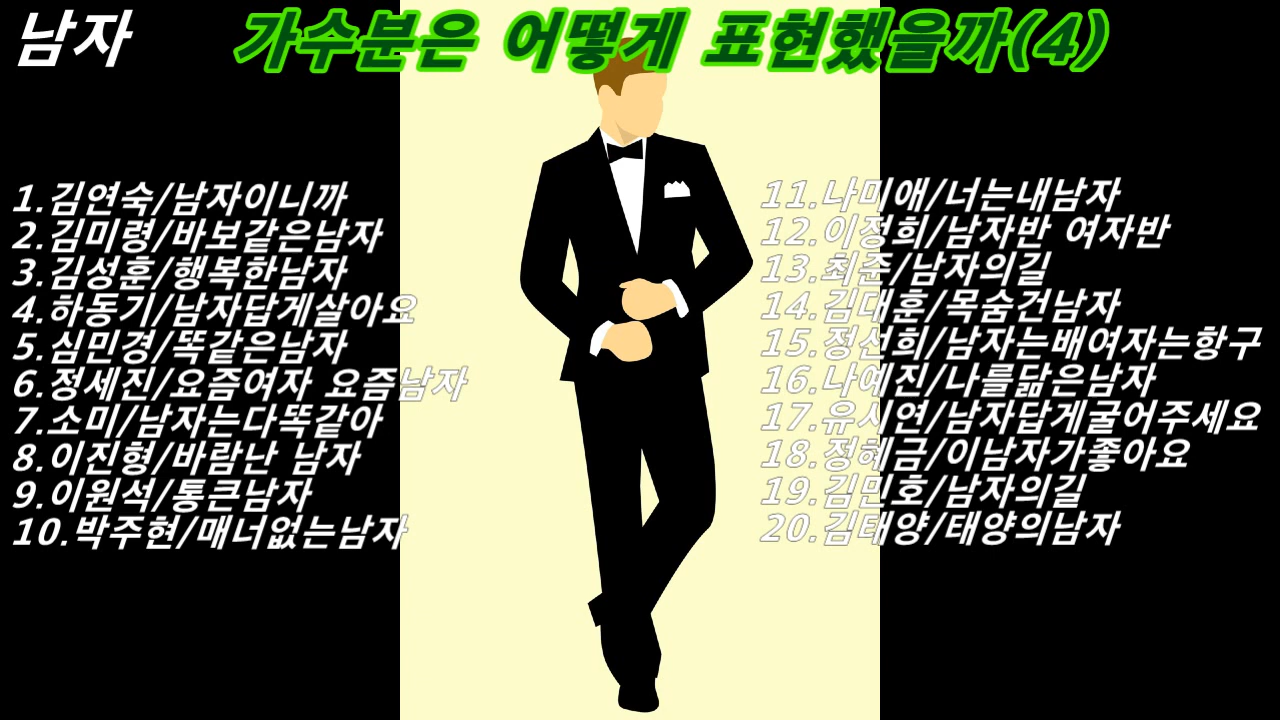 남자
가수분은 어떻게 표현했을까(4)
1.김연숙/남자이니까
2.김미령/바보같은남자
3.김성훈/행복한남자
4.하동기/남자답게살아요
5.심민경/똑같은남자
6.정세진/요즘여자 요즘남자
7.소미/남자는다똑같아
8.이진형/바람난 남자
9.이원석/통큰남자
10.박주현/매너없는남자
11.나미애/너는내남자
12.이정희/남자반 여자반
13.최준/남자의길
14.김대훈/목숨건남자
15.정선희/남자는배여자는항구
16.나예진/나를닮은남자
17.유시연/남자답게굴어주세요
18.정혜금/이남자가좋아요
19.김민호/남자의길
20.김태양/태양의남자